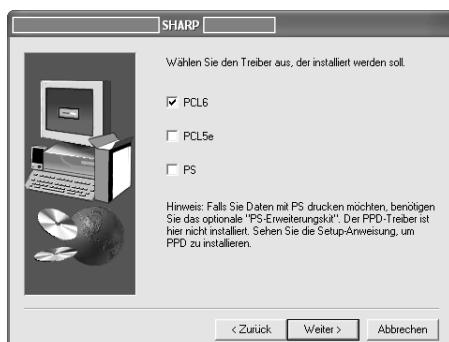 SHARP
Wählen Sie den Treiber aus, der installiert werden soll.
PCL6
PCL5e
PS
Hinweis: Falls Sie Daten mit PS drucken möchten, benötigen
Sie das optionale "PS-Erweiterungskit". Der PPD-Treiber ist
hier nicht installiert. Sehen Sie die Setup-Anweisung, um
PPD zu installieren.
< Zurück Weiter > Abbrechen